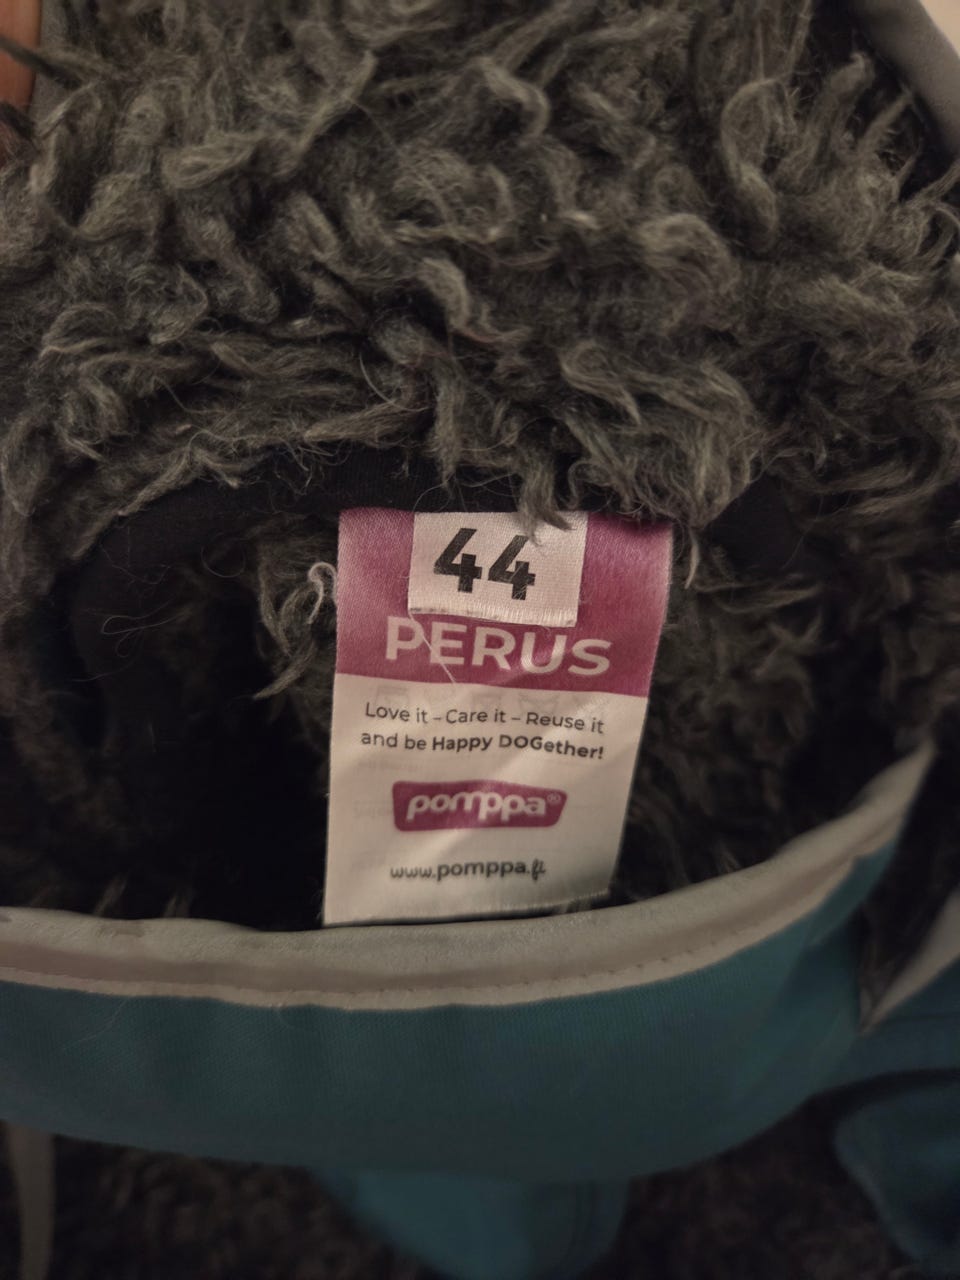 44
PERUS
Love it – Care it – Reuse it
and be Happy DOGether!
pomppa®
www.pomppa.fi